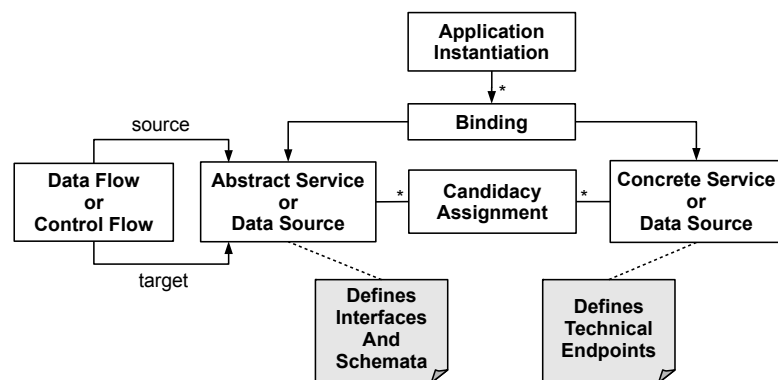 Application
Instantiation
*
Binding
source
Data Flow
or
Control Flow
target
Abstract Service
or
Data Source
*
Candidacy
Assignment
*
Concrete Service
or
Data Source
Defines
Interfaces
And
Schemata
Defines
Technical
Endpoints